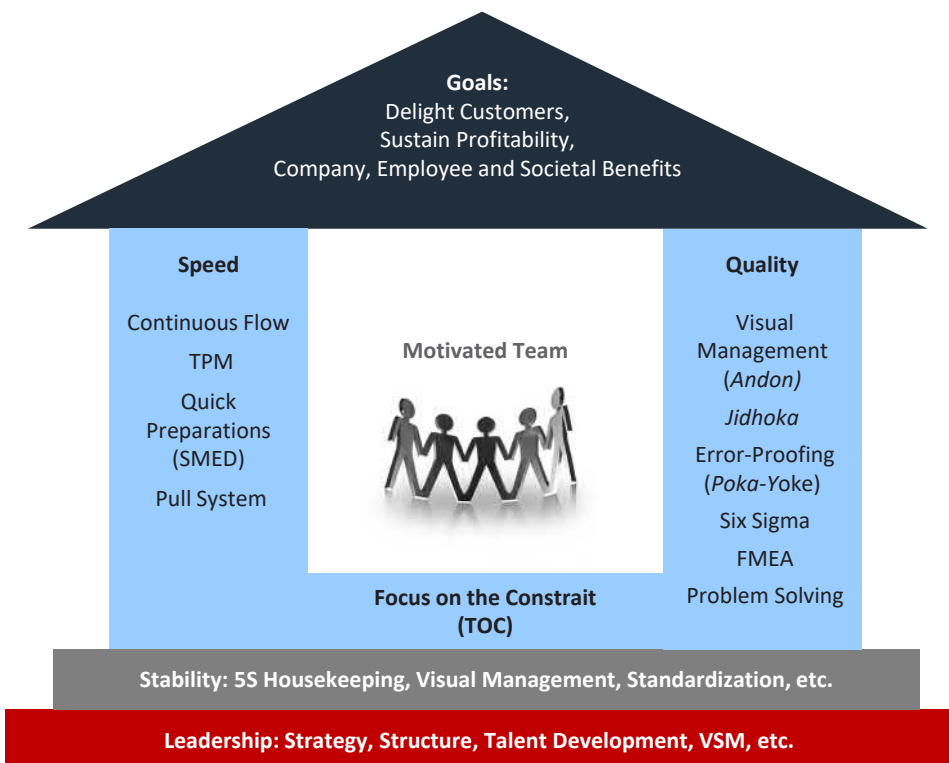 Goals:
Delight Customers,
Sustain Profitability,
Company, Employee and Societal Benefits
Speed
Continuous Flow
TPM
Quick
Preparations
(SMED)
Pull System
Motivated Team
Quality
Visual
Management
(Andon)
Jidhoka
Error-Proofing
(Poka-Yoke)
Six Sigma
FMEA
Problem Solving
Focus on the Constrait
(TOC)
Stability: 5S Housekeeping, Visual Management, Standardization, etc.
Leadership: Strategy, Structure, Talent Development, VSM, etc.